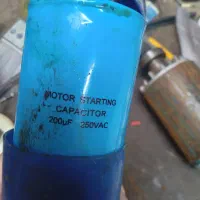 MOTOR STARTING
CAPACITOR
200µF 250VAC